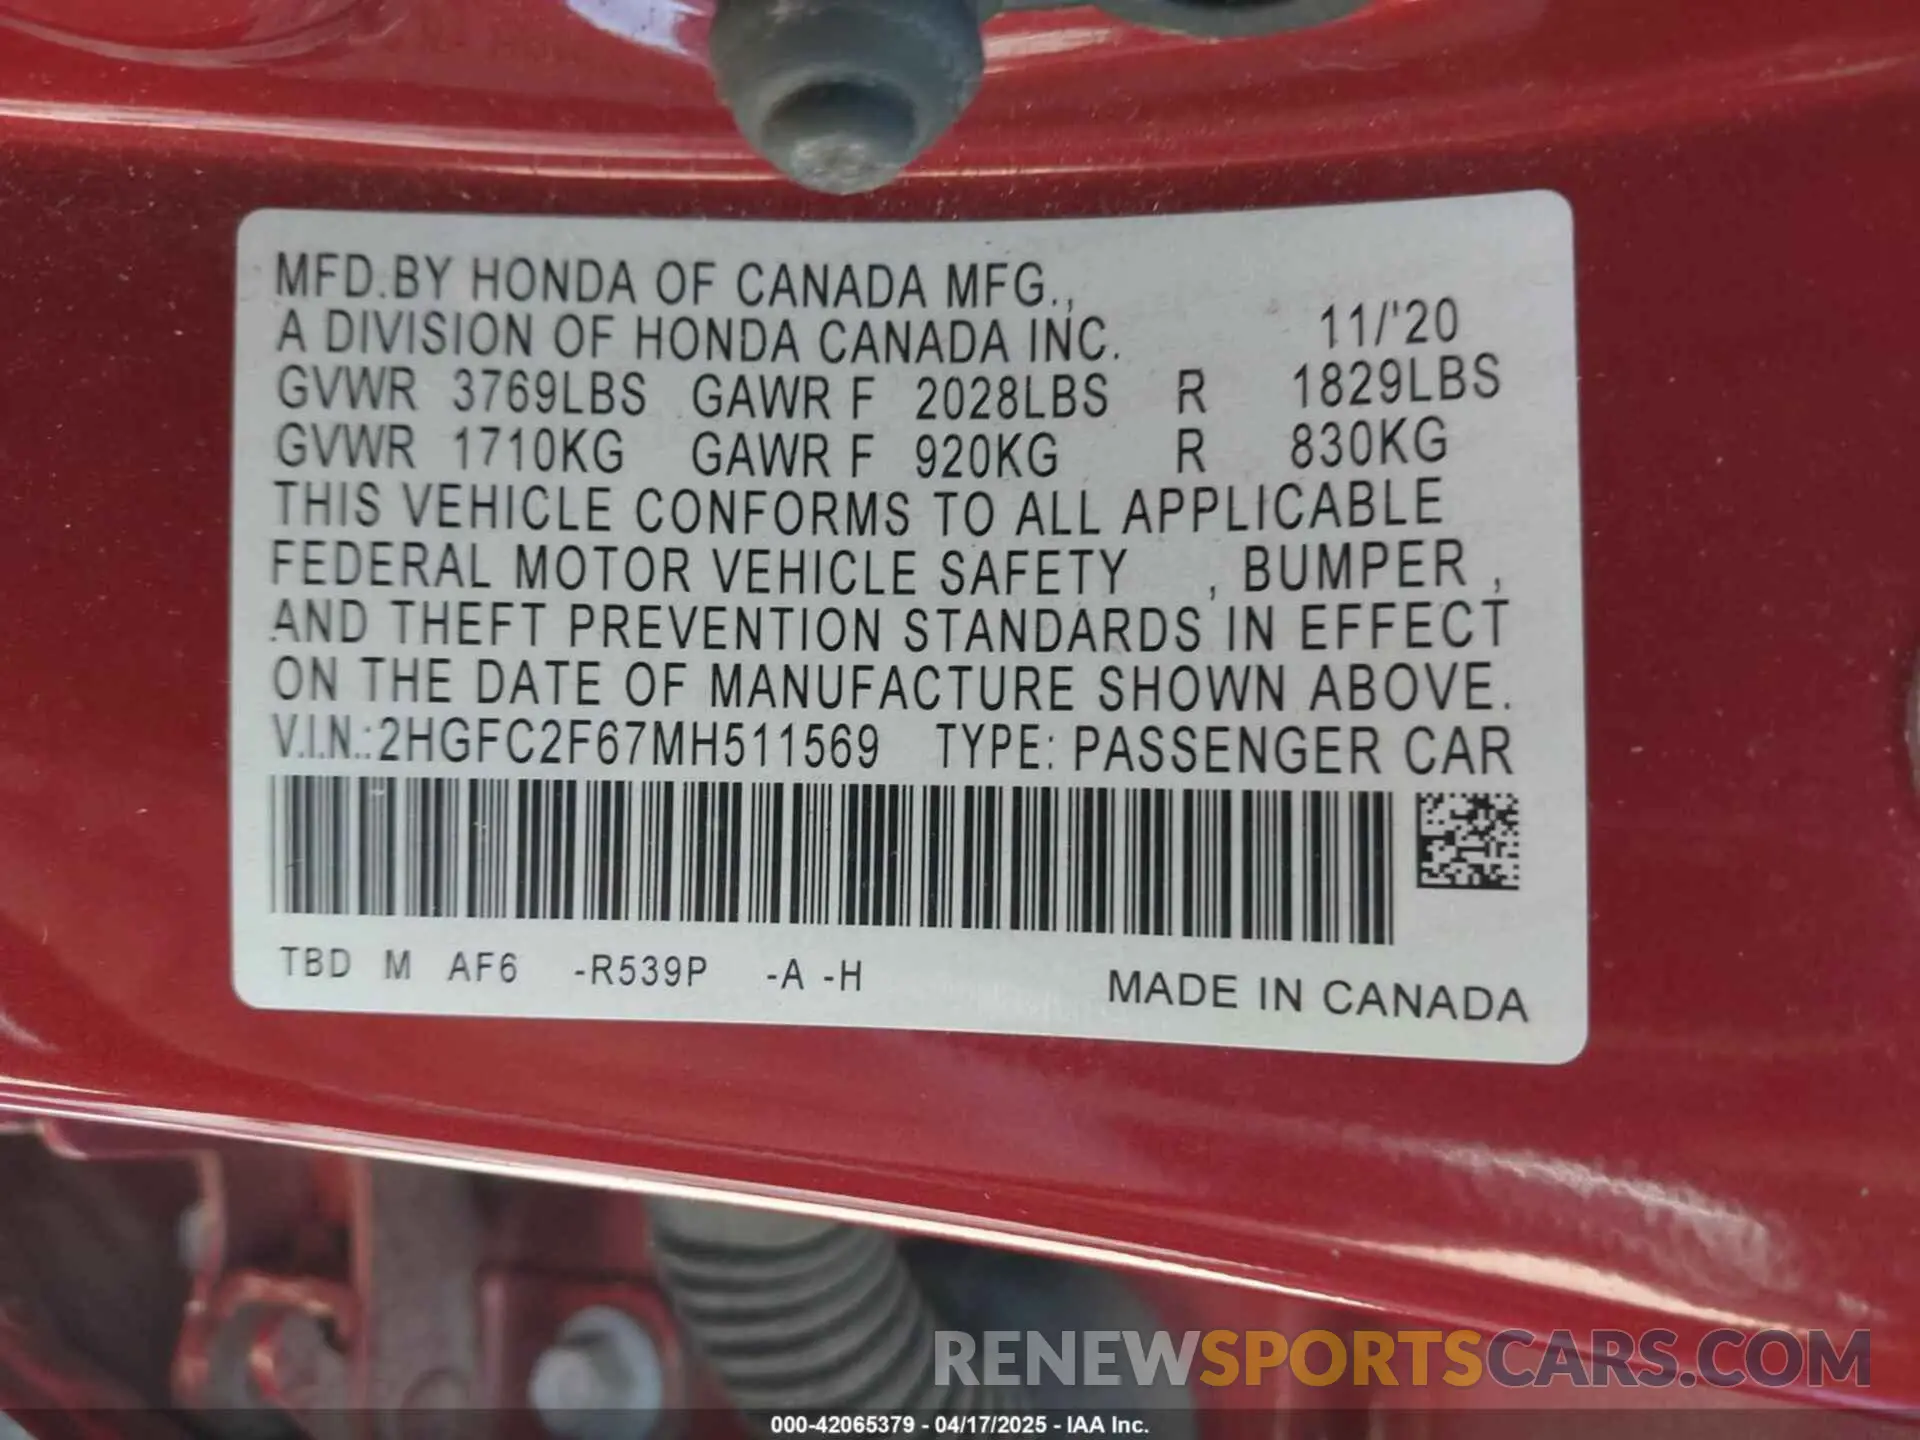 MFD.BY HONDA OF CANADA MFG.,
A DIVISION OF HONDA CANADA INC. 11/'20
GVWR 3769LBS GAWR F 2028LBS R 1829LBS
GVWR 1710KG GAWR F 920KG R 830KG
THIS VEHICLE CONFORMS TO ALL APPLICABLE
FEDERAL MOTOR VEHICLE SAFETY , BUMPER ,
AND THEFT PREVENTION STANDARDS IN EFFECT
ON THE DATE OF MANUFACTURE SHOWN ABOVE.
V.I.N.:2HGFC2F67MH511569 TYPE: PASSENGER CAR
TBD M AF6 -R539P -A -H
MADE IN CANADA
RENEWSPORTSCARS.COM
000-42065379 - 04/17/2025 - IAA Inc.